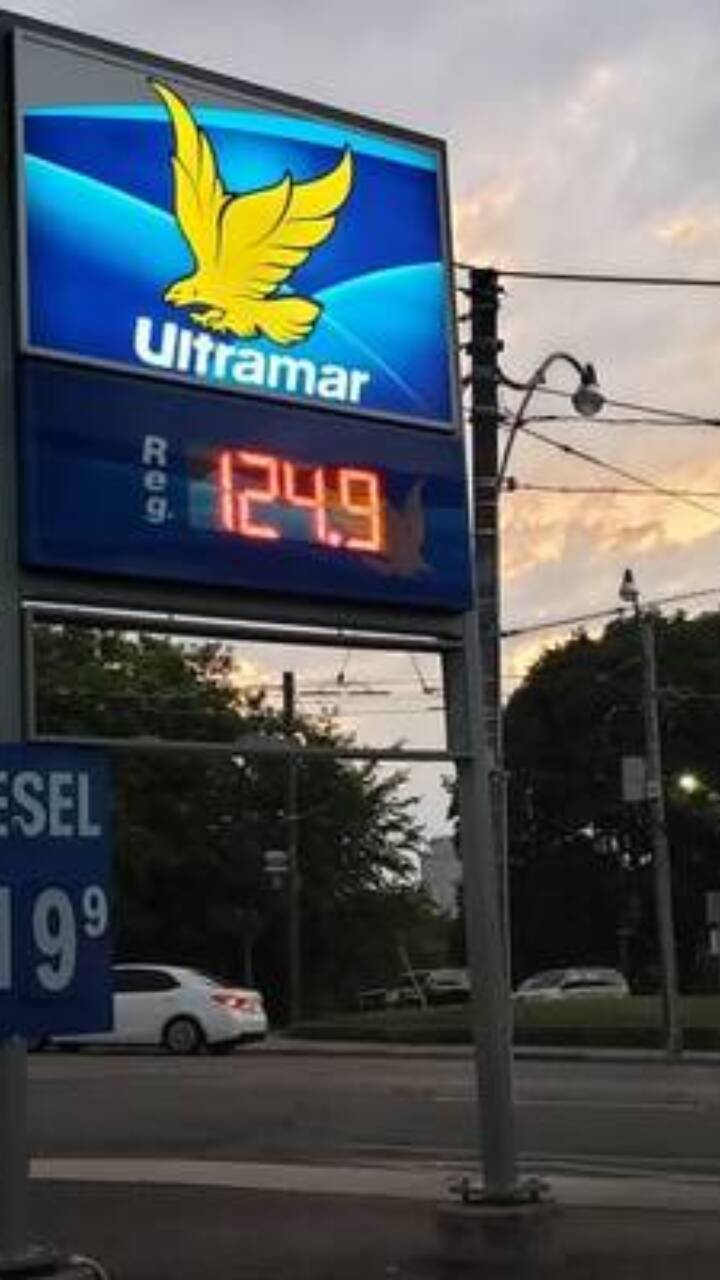 Ultramar
Reg.
124.9
ESEL
19⁹